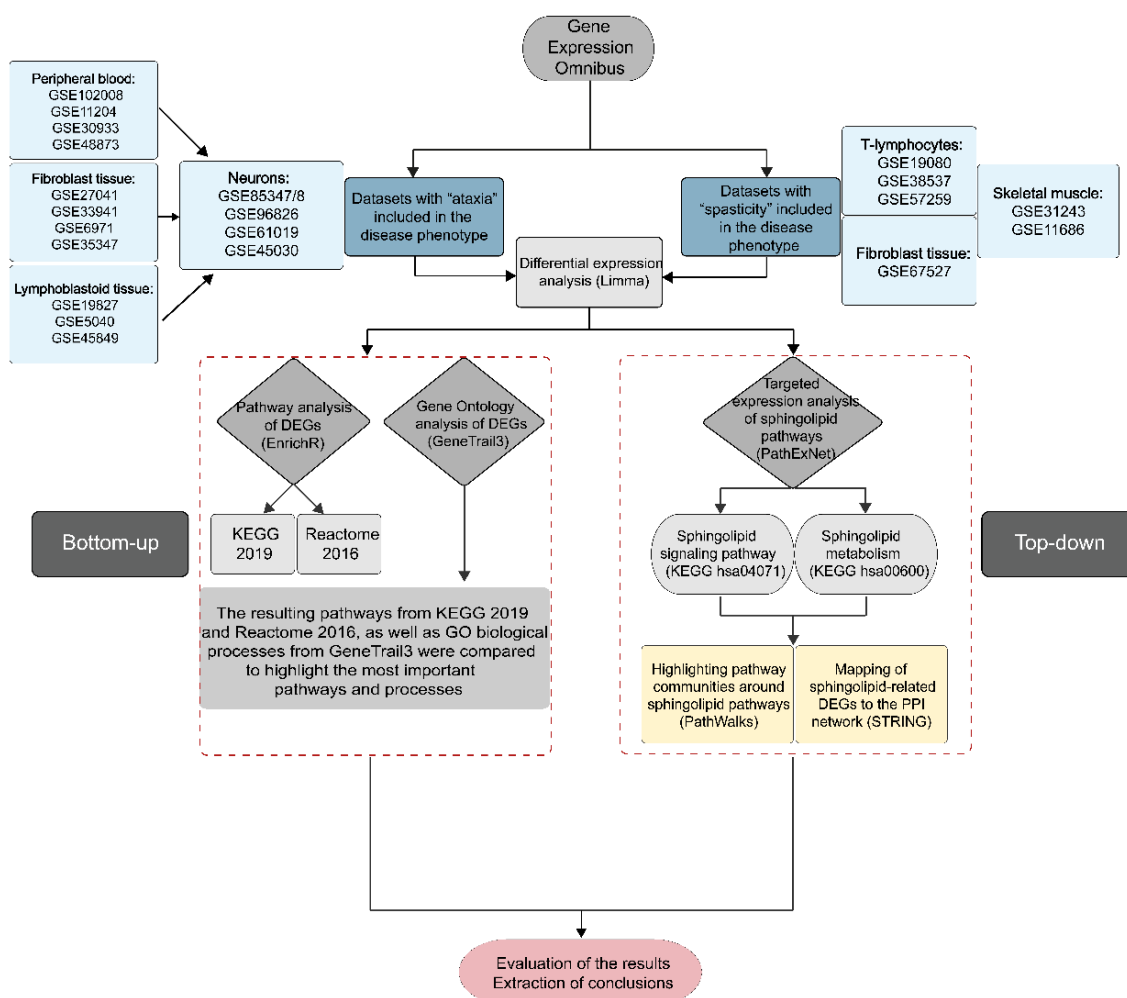 Gene
Expression
Omnibus
Peripheral blood:
GSE102008
GSE11204
GSE30933
GSE48873
Fibroblast tissue:
GSE27041
GSE33941
GSE6971
GSE35347
Lymphoblastoid tissue:
GSE19827
GSE5040
GSE45849
Neurons:
GSE85347/8
GSE96826
GSE61019
GSE45030
Datasets with “ataxia”
included in the
disease phenotype
Datasets with
“spasticity” included
in the disease
phenotype
T-lymphocytes:
GSE19080
GSE38537
GSE57259
Fibroblast tissue:
GSE67527
Skeletal muscle:
GSE31243
GSE11686
Differential expression
analysis (Limma)
Pathway analysis
of DEGs
(EnrichR)
Gene Ontology
analysis of DEGs
(GeneTrail3)
Targeted
expression analysis
of sphingolipid
pathways
(PathExNet)
Bottom-up
KEGG
2019
Reactome
2016
Sphingolipid
signaling pathway
(KEGG hsa04071)
Sphingolipid
metabolism
(KEGG hsa00600)
Top-down
The resulting pathways from KEGG 2019
and Reactome 2016, as well as GO biological
processes from GeneTrail3 were compared
to highlight the most important
pathways and processes
Highlighting pathway
communities around
sphingolipid pathways
(PathWalks)
Mapping of
sphingolipid-related
DEGs to the PPI
network (STRING)
Evaluation of the results
Extraction of conclusions